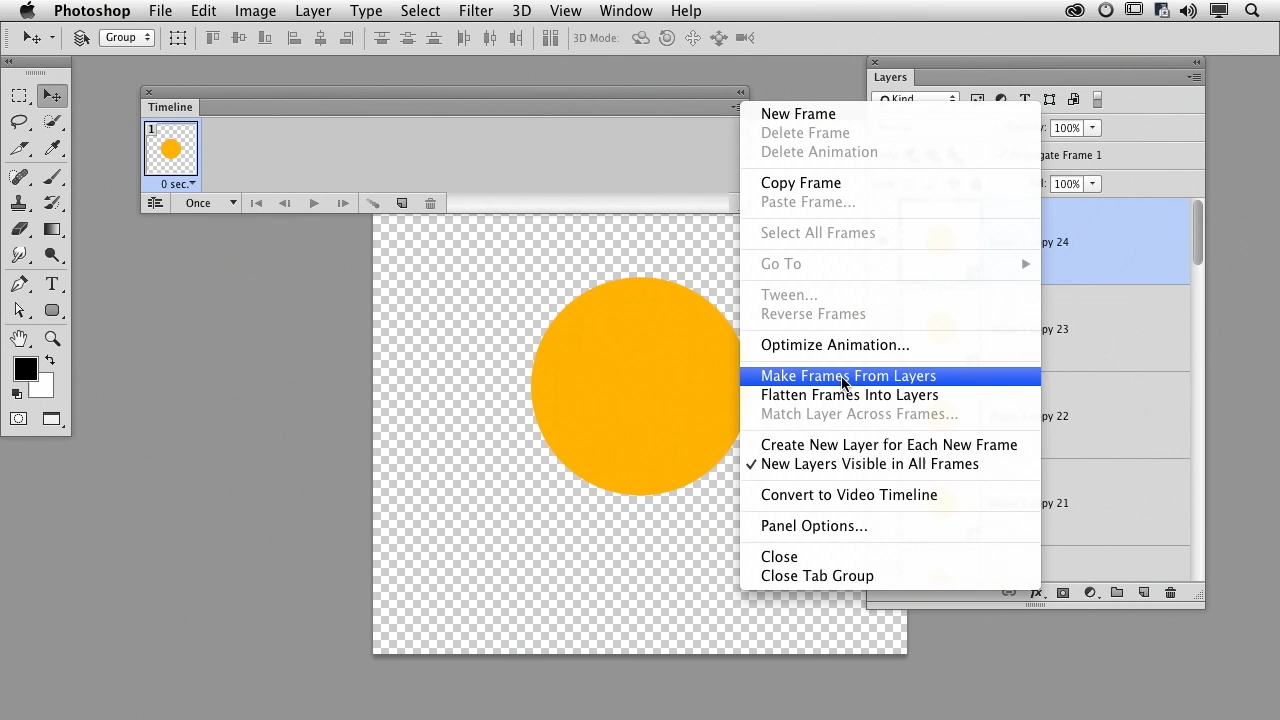 Photoshop File Edit Image Layer Type Select Filter 3D View Window Help
Group 3D Mode:
Timeline
1
0 sec.
Once
New Frame
Delete Frame
Delete Animation
Copy Frame
Paste Frame...
Select All Frames
Go To
Tween...
Reverse Frames
Optimize Animation...
Make Frames From Layers
Flatten Frames Into Layers
Match Layer Across Frames...
Create New Layer for Each New Frame
New Layers Visible in All Frames
Convert to Video Timeline
Panel Options...
Close
Close Tab Group
Layers
Kind
100%
gate Frame 1
100%
py 24
py 23
py 22
py 21
fx